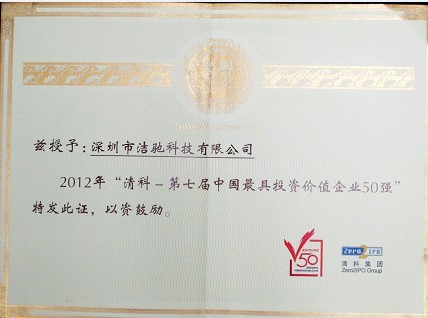 兹授予：深圳市洁驰科技有限公司
2012年“清科－第七届中国最具投资价值企业50强”
特发此证，以资鼓励。
50
Zero2IPO
清科集团
Zero2IPO Group